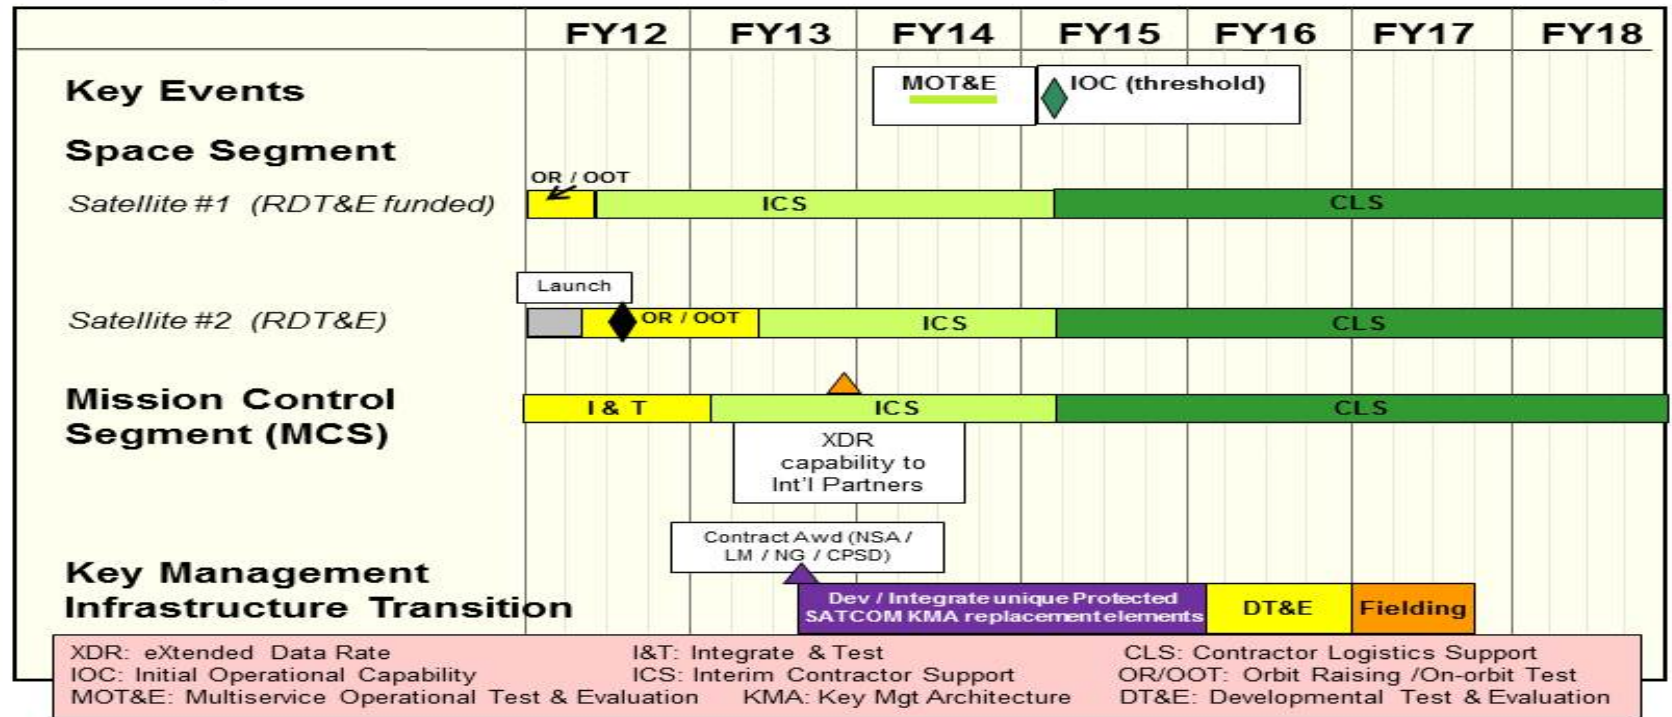 FY12 FY13 FY14 FY15 FY16 FY17 FY18
Key Events
MOT&E
IOC (threshold)
Space Segment
OR / OOT
Satellite #1 (RDT&E funded)
ICS
CLS
Launch
Satellite #2 (RDT&E)
OR / OOT
ICS
CLS
Mission Control
Segment (MCS)
I & T
ICS
CLS
XDR
capability to
Int'l Partners
Contract Awd (NSA /
LM / NG / CPSD)
Key Management
Infrastructure Transition
Dev / Integrate unique Protected
SATCOM KMA replacement elements
DT&E
Fielding
XDR: eXtended Data Rate
I&T: Integrate & Test
CLS: Contractor Logistics Support
IOC: Initial Operational Capability
ICS: Interim Contractor Support
OR/OOT: Orbit Raising /On-orbit Test
MOT&E: Multiservice Operational Test & Evaluation
KMA: Key Mgt Architecture
DT&E: Developmental Test & Evaluation